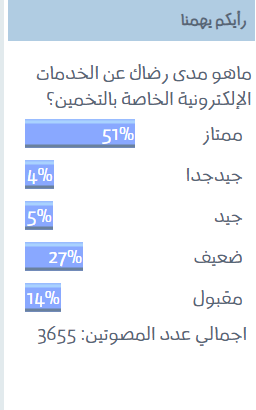 رأيكم يهمنا
ماهو مدى رضاك عن الخدمات
الإلكترونية الخاصة بالتخمين؟
ممتاز
51%
جيدجدا
4%
جيد
5%
ضعيف
27%
مقبول
14%
اجمالي عدد المصوتين: 3655